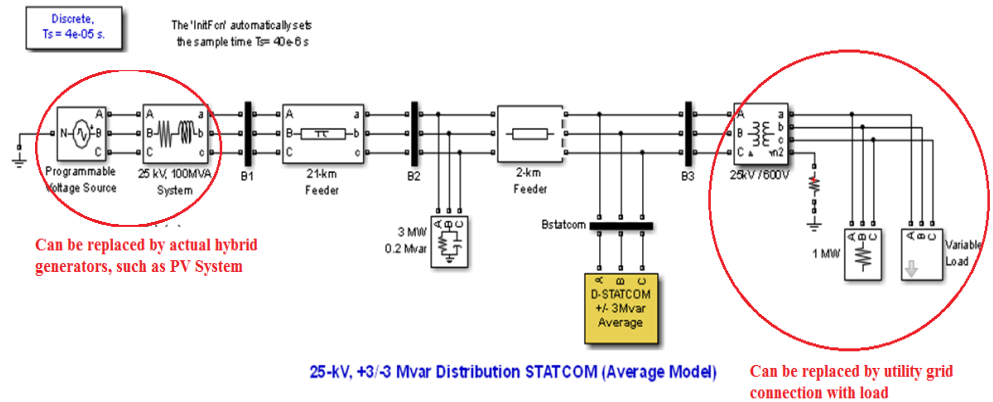 Discrete,
Ts = 4e-05 s.
The 'InitFcn' automatically sets
the sample time Ts= 40e-6 s
N
A
B
C
Programmable
Voltage Source
A
B
C
a
b
c
25 kV, 100MVA
System
B1
A
B
C
a
b
c
21-km
Feeder
B2
A
B
C
3 MW
0.2 Mvar
2-km
Feeder
Bstatcom
A
B
C
D-STATCOM
+/- 3Mvar
Average
B3
A
B
C
a
b
c
n2
25kV / 600V
A
B
C
1 MW
A
B
C
Variable
Load
Can be replaced by actual hybrid
generators, such as PV System
25-kV, +3/-3 Mvar Distribution STATCOM (Average Model)
Can be replaced by utility grid
connection with load